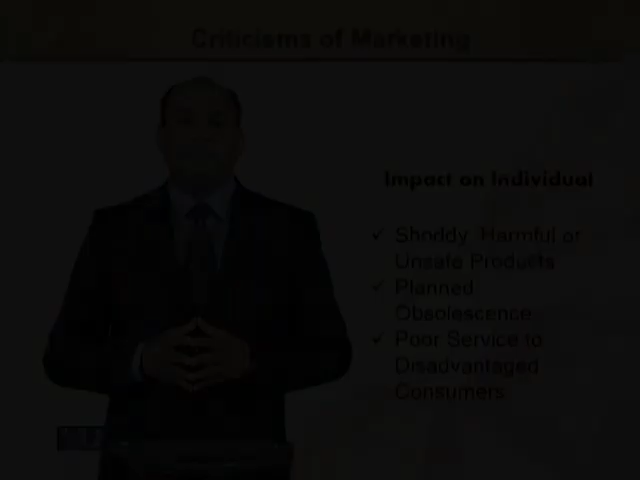 Criticisms of Marketing
Impact on Individual
✓ Shoddy, Harmful or
Unsafe Products
✓ Planned
Obsolescence
✓ Poor Service to
Disadvantaged
Consumers